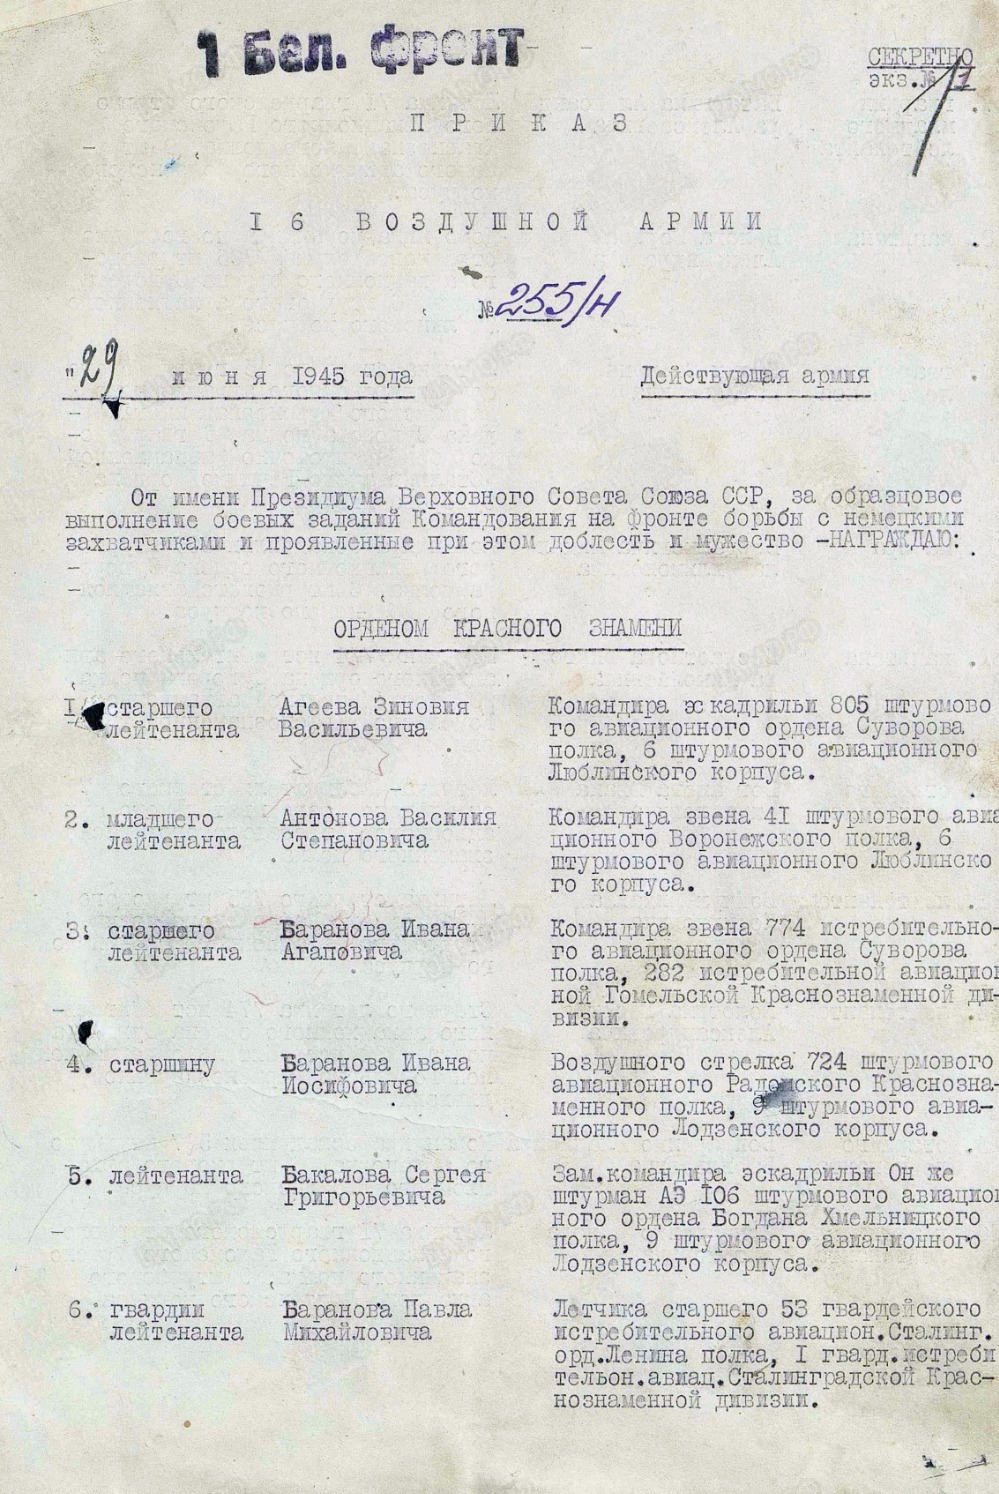 1 Бел. фронт
СЕКРЕТНО
экз.№ 1
ПРИКАЗ
I6 ВОЗДУШНОЙ АРМИИ
№ 255/н
"29 июня 1945 года
Действующая армия
От имени Президиума Верховного Совета Союза ССР, за образцовое
выполнение боевых заданий Командования на фронте борьбы с немецкими
захватчиками и проявленные при этом доблесть и мужество -НАГРАЖДАЮ:
ОРДЕНОМ КРАСНОГО ЗНАМЕНИ
I. старшего лейтенанта
Агеева Зиновия
Васильевича
Командира эскадрильи 805 штурмово
го авиационного ордена Суворова
полка, 6 штурмового авиационного
Люблинского корпуса.
2. младшего
лейтенанта
Антонова Василия
Степановича
Командира звена 4I штурмового авиа
ционного Воронежского полка, 6
штурмового авиационного Люблинско
го корпуса.
3. старшего
лейтенанта
Баранова Ивана
Агаповича
Командира звена 774 истребительно-
го авиационного ордена Суворова
полка, 282 истребительной авиацион
ной Гомельской Краснознаменной ди-
визии.
4. старшину
Баранова Ивана
Иосифовича
Воздушного стрелка 724 штурмового
авиационного Радомского Краснозна-
менного полка, 9 штурмового авиа-
ционного Лодзенского корпуса.
5. лейтенанта
Бакалова Сергея
Григорьевича
Зам.командира эскадрильи Он же
штурман АЭ I06 штурмового авиацион
ного ордена Богдана Хмельницкого
полка, 9 штурмового авиационного
Лодзенского корпуса.
6. гвардии
лейтенанта
Баранова Павла
Михайловича
Летчика старшего 53 гвардейского
истребительного авиацион.Сталинг.
орд.Ленина полка, I гвард.истреби
тельон.авиац.Сталинградской Крас-
нознаменной дивизии.